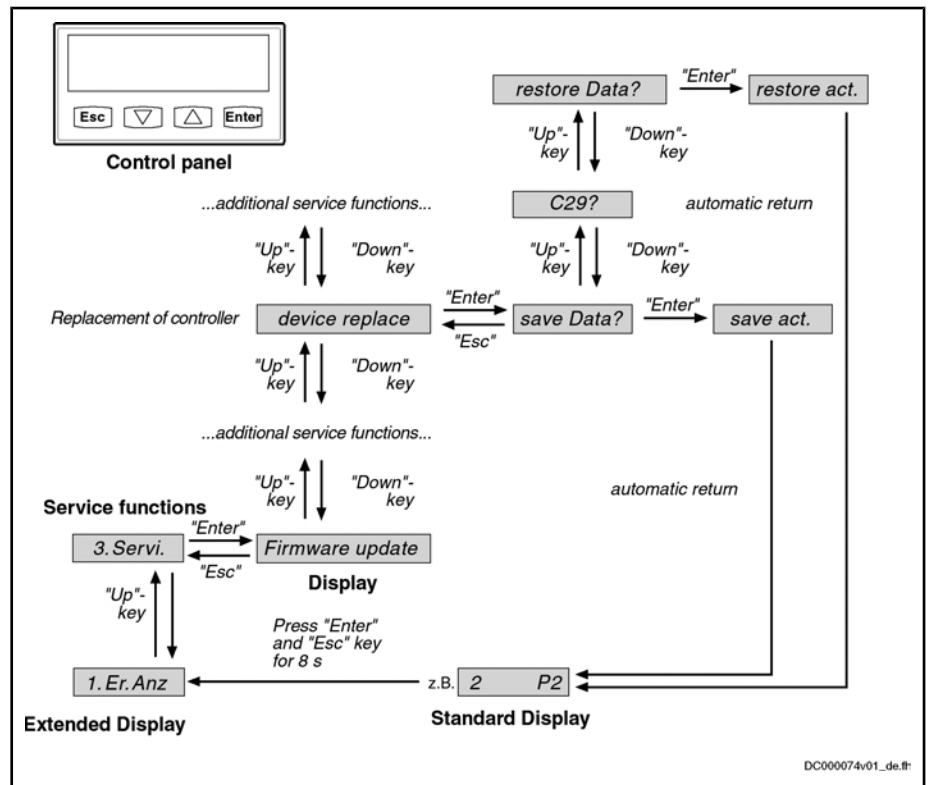 Esc
Enter
Control panel
restore Data?
"Enter"
restore act.
"Up"-
key
"Down"-
key
...additional service functions...
C29?
automatic return
"Up"-
key
"Down"-
key
"Up"-
key
"Down"-
key
Replacement of controller
device replace
"Enter"
"Esc"
save Data?
"Enter"
save act.
"Up"-
key
"Down"-
key
...additional service functions...
"Up"-
key
"Down"-
key
automatic return
Service functions
3. Servi.
"Enter"
"Esc"
Firmware update
Display
"Up"-
key
Press "Enter"
and "Esc" key
for 8 s
1. Er. Anz
z.B.
2 P2
Extended Display
Standard Display
DC000074v01_de.fh